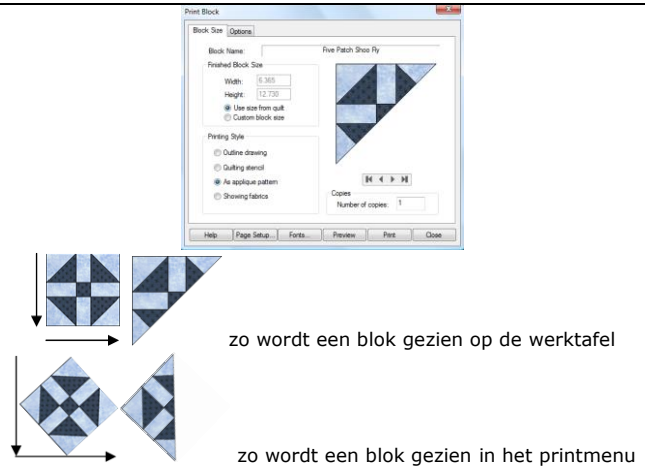 Print Block
Block Size Options
Block Name: Five Patch Shoo Fly
Finished Block Size
Width: 6.365
Height: 12.730
Use size from quilt
Custom block size
Printing Style
Outline drawing
Quilting stencil
As applique pattern
Showing fabrics
Copies
Number of copies: 1
Help Page Setup... Fonts... Preview Print Close
zo wordt een blok gezien op de werktafel
zo wordt een blok gezien in het printmenu